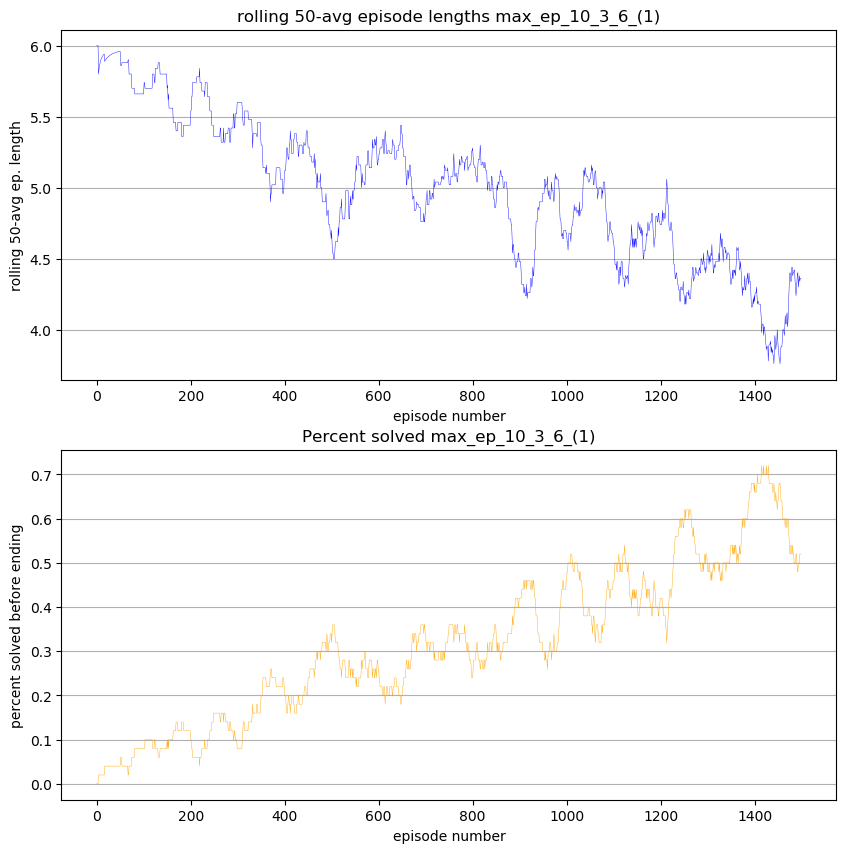 rolling 50-avg episode lengths max_ep_10_3_6_(1)
rolling 50-avg ep. length
6.0
5.5
5.0
4.5
4.0
0 200 400 600 800 1000 1200 1400
episode number
Percent solved max_ep_10_3_6_(1)
percent solved before ending
0.7
0.6
0.5
0.4
0.3
0.2
0.1
0.0
0 200 400 600 800 1000 1200 1400
episode number